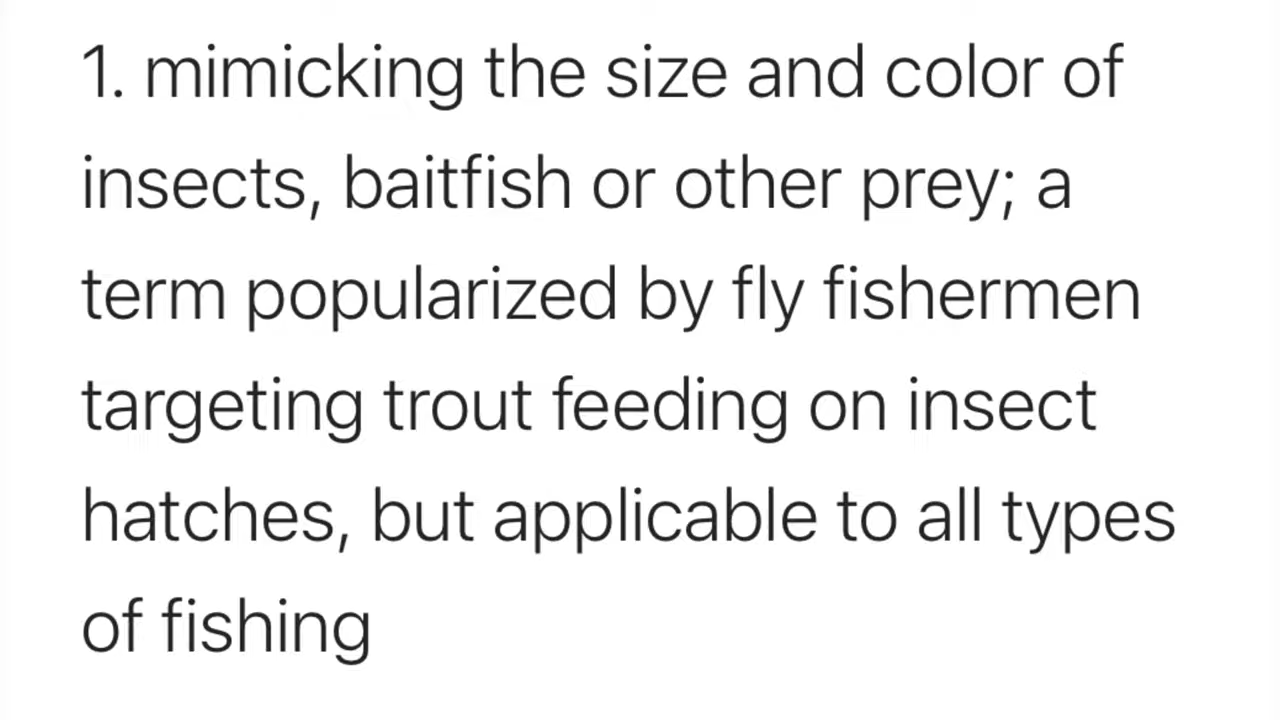 1. mimicking the size and color of
insects, baitfish or other prey; a
term popularized by fly fishermen
targeting trout feeding on insect
hatches, but applicable to all types
of fishing